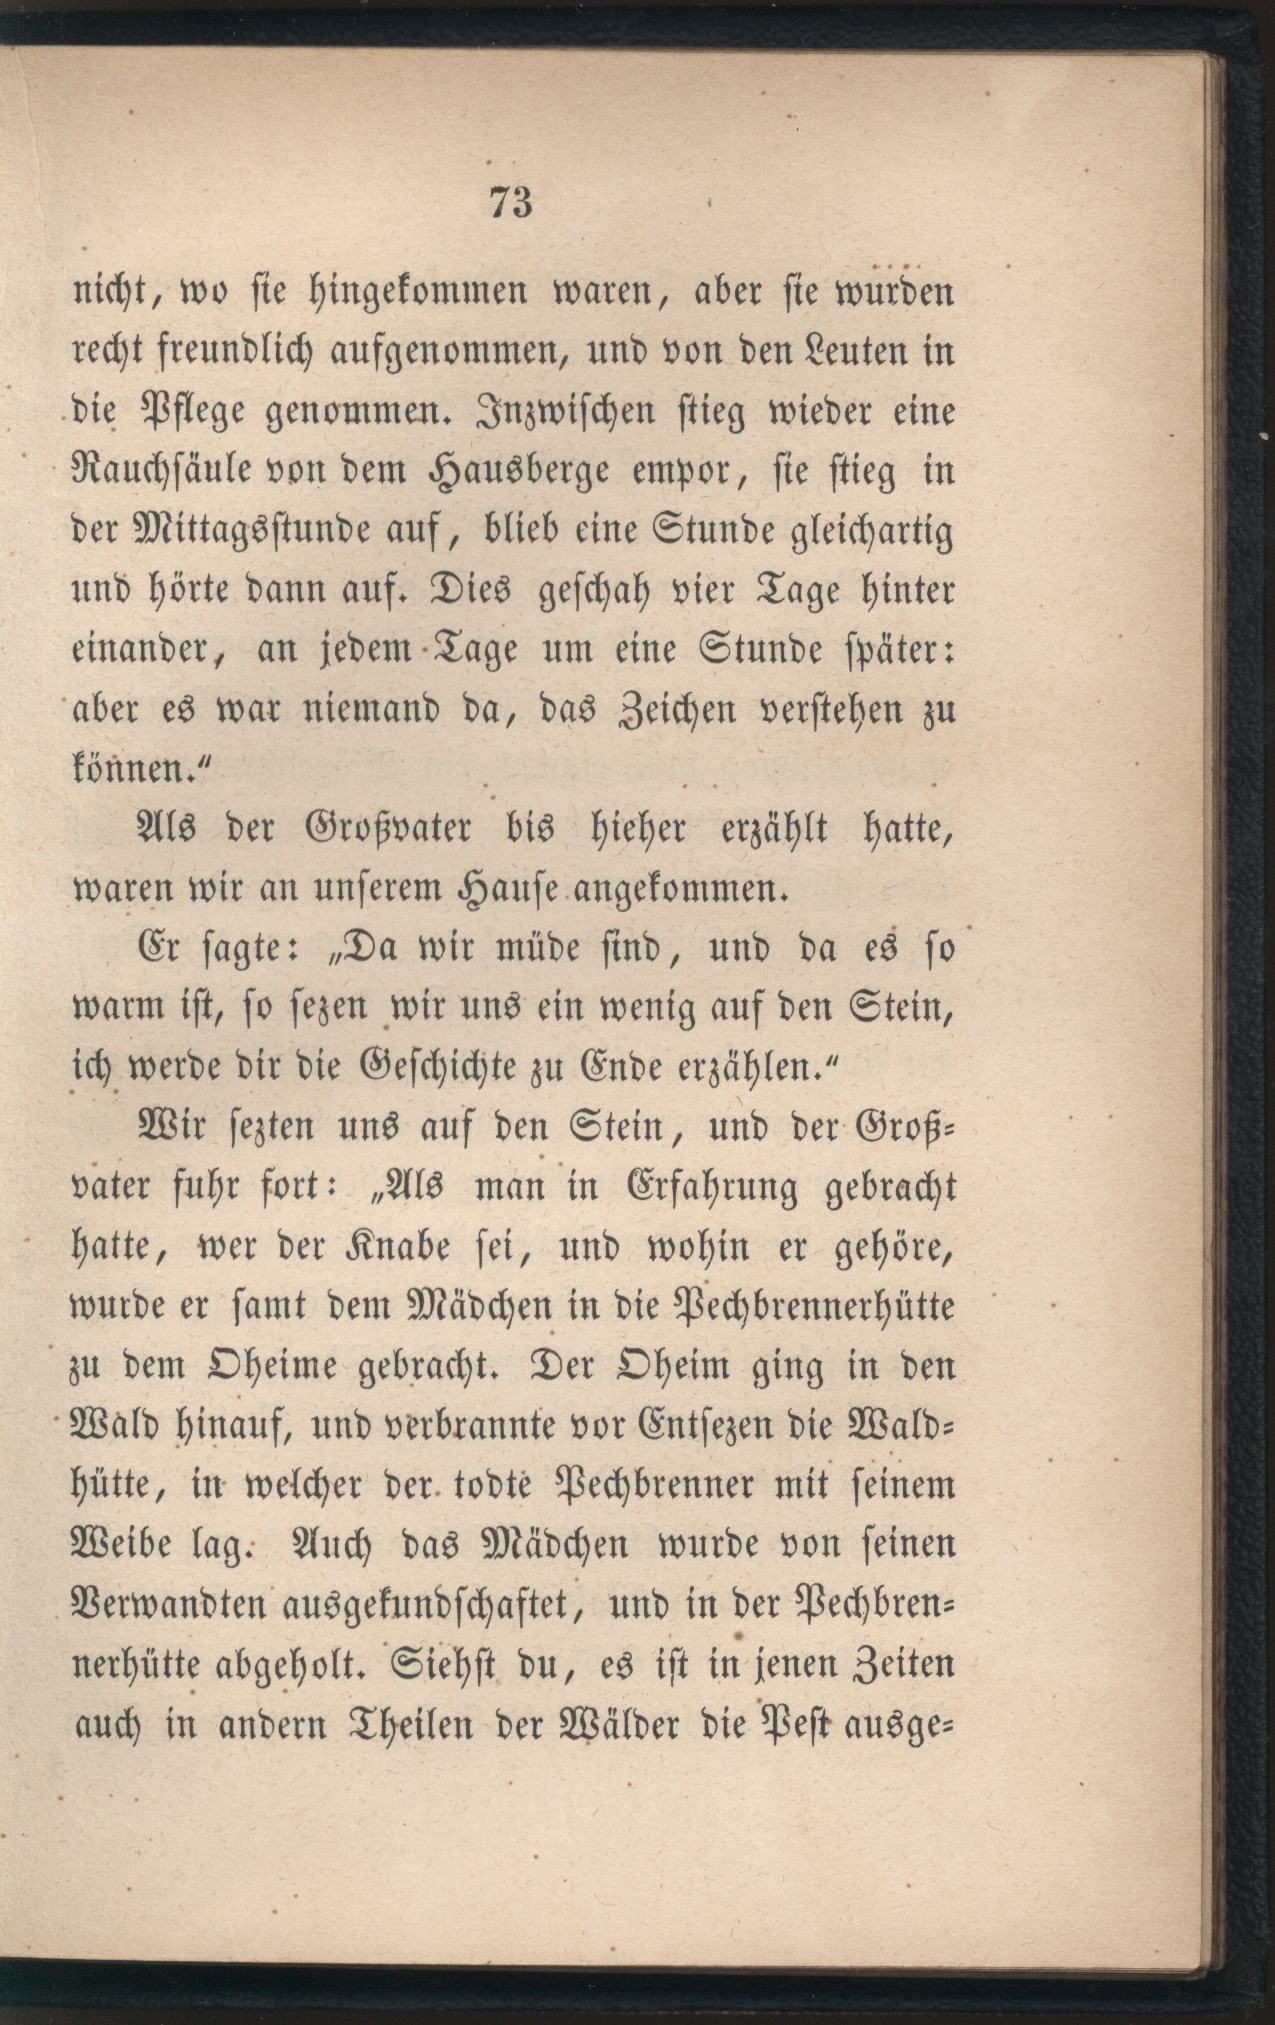 73
nicht, wo sie hingekommen waren, aber sie wurden
recht freundlich aufgenommen, und von den Leuten in
die Pflege genommen. Inzwischen stieg wieder eine
Rauchsäule von dem Hausberge empor, sie stieg in
der Mittagsstunde auf, blieb eine Stunde gleichartig
und hörte dann auf. Dies geschah vier Tage hinter
einander, an jedem Tage um eine Stunde später:
aber es war niemand da, das Zeichen verstehen zu
können.“
Als der Großvater bis hieher erzählt hatte,
waren wir an unserem Hause angekommen.
Er sagte: „Da wir müde sind, und da es so
warm ist, so sezen wir uns ein wenig auf den Stein,
ich werde dir die Geschichte zu Ende erzählen.“
Wir sezten uns auf den Stein, und der Groß-
vater fuhr fort: „Als man in Erfahrung gebracht
hatte, wer der Knabe sei, und wohin er gehöre,
wurde er samt dem Mädchen in die Pechbrennerhütte
zu dem Oheime gebracht. Der Oheim ging in den
Wald hinauf, und verbrannte vor Entsezen die Wald-
hütte, in welcher der todte Pechbrenner mit seinem
Weibe lag. Auch das Mädchen wurde von seinen
Verwandten ausgekundschaftet, und in der Pechbren-
nerhütte abgeholt. Siehst du, es ist in jenen Zeiten
auch in andern Theilen der Wälder die Pest ausge-